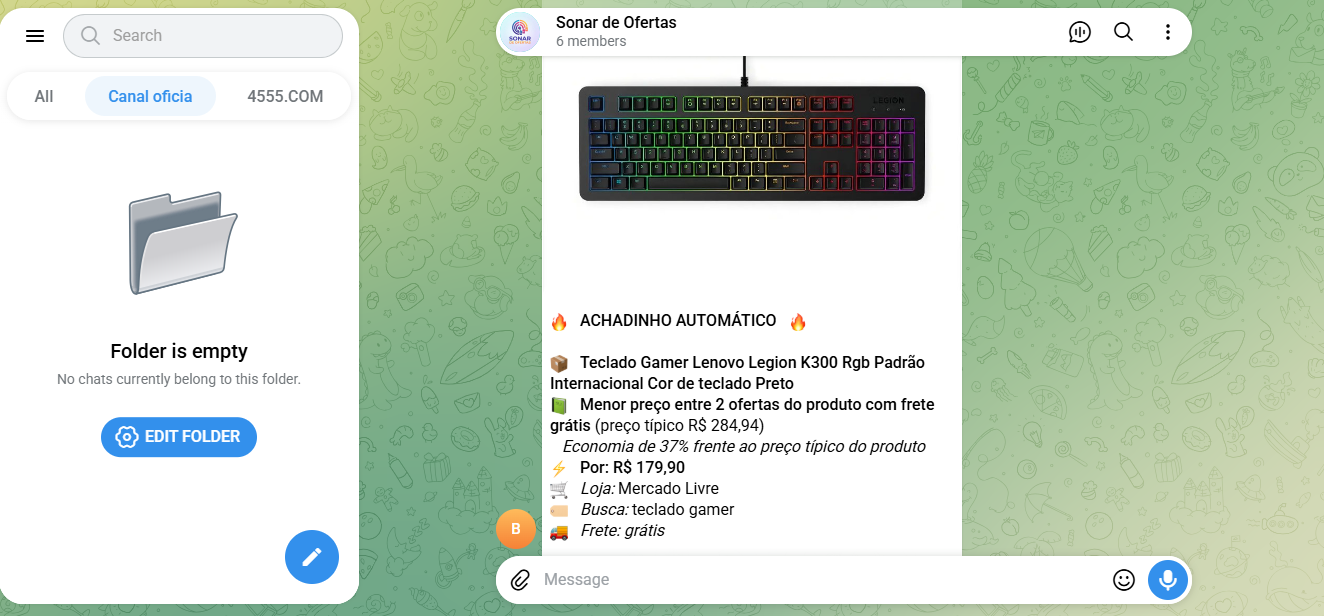 Search
All
Canal oficia
4555.COM
Folder is empty
No chats currently belong to this folder.
EDIT FOLDER
SONAR
Sonar de Ofertas
6 members
LEGION
🔥 ACHADINHO AUTOMÁTICO 🔥
📦 Teclado Gamer Lenovo Legion K300 Rgb Padrão
Internacional Cor de teclado Preto
📗 Menor preço entre 2 ofertas do produto com frete
grátis (preço típico R$ 284,94)
Economia de 37% frente ao preço típico do produto
⚡ Por: R$ 179,90
🛒 Loja: Mercado Livre
🏷️ Busca: teclado gamer
🚚 Frete: grátis
B
Message